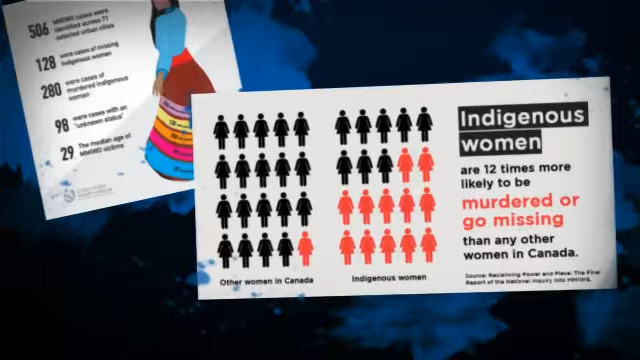 506 MMIWG cases were
identified across 71
selected urban cities
128 were cases of missing
Indigenous women
280 were cases of
murdered Indigenous
women
98 were cases with an
"unknown status"
29 The median age of
MMIWG victims
Indigenous
women
are 12 times more
likely to be
murdered or
go missing
than any other
women in Canada.
Source: Reclaiming Power and Place: The Final
Report of the National Inquiry into MMIWG.
Other women in Canada
Indigenous women